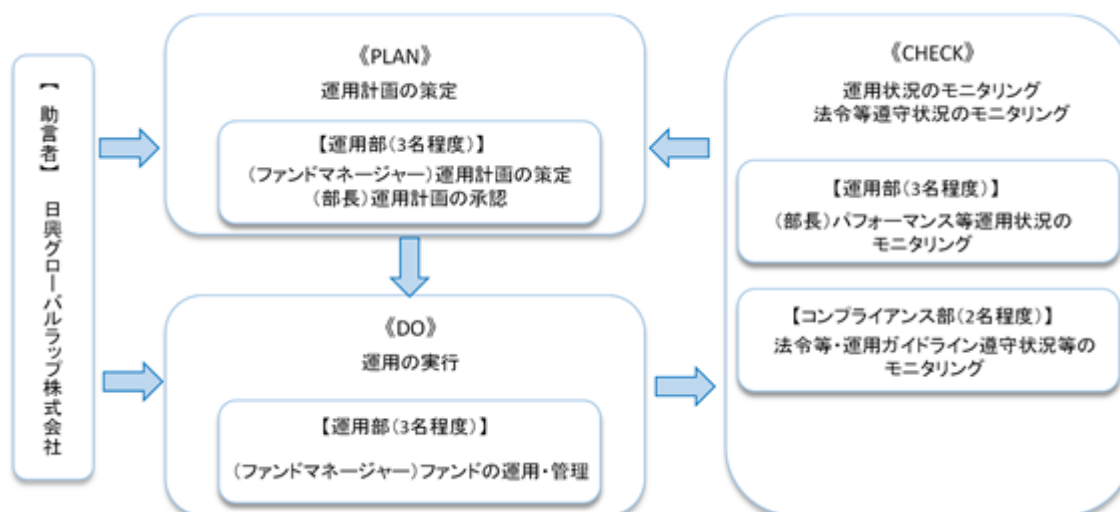 【助言者】 日興グローバルラップ株式会社
《PLAN》
運用計画の策定
【運用部(3名程度)】
(ファンドマネージャー)運用計画の策定
(部長)運用計画の承認
《DO》
運用の実行
【運用部(3名程度)】
(ファンドマネージャー)ファンドの運用・管理
《CHECK》
運用状況のモニタリング
法令等遵守状況のモニタリング
【運用部(3名程度)】
(部長)パフォーマンス等運用状況の
モニタリング
【コンプライアンス部(2名程度)】
法令等・運用ガイドライン遵守状況等の
モニタリング